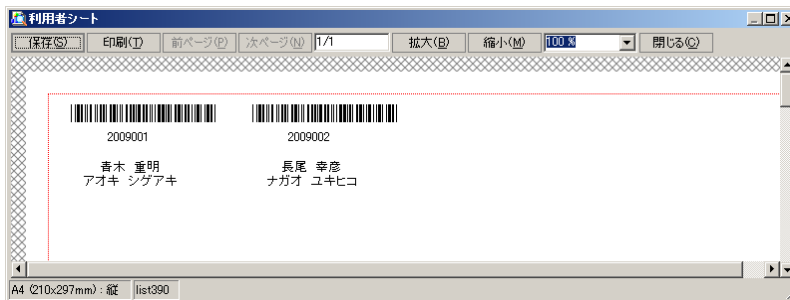 利用者シート
保存(S) 印刷(T) 前ページ(P) 次ページ(N) 1/1 拡大(B) 縮小(M) 100 % 閉じる(C)
2009001 2009002
青木 重明 長尾 幸彦
アオキ シゲアキ ナガオ ユキヒコ
A4 (210x297mm) : 縦 list390